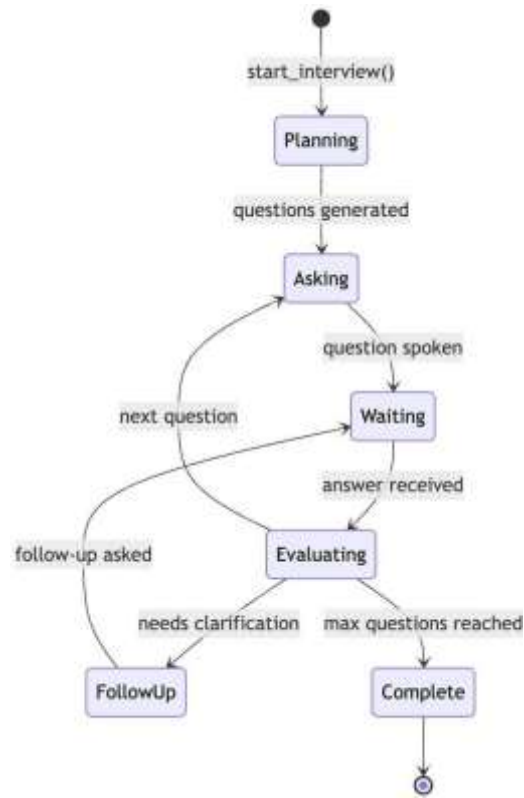 start_interview()
Planning
questions generated
Asking
question spoken
next question
Waiting
answer received
follow-up asked
Evaluating
needs clarification
max questions reached
FollowUp
Complete